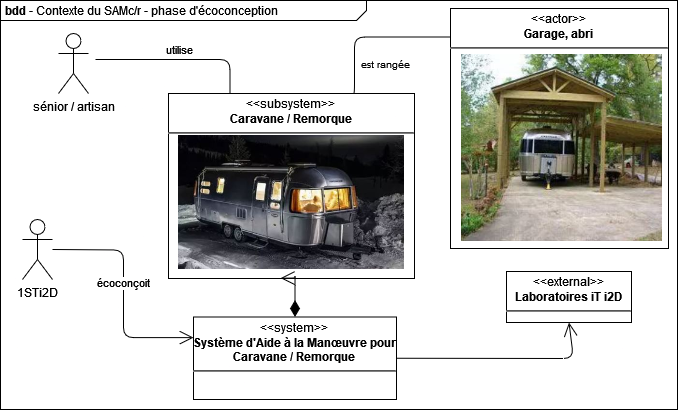 bdd - Contexte du SAMc/r - phase d'écoconception
<<actor>>
Garage, abri
utilise
est rangée
sénior / artisan
<<subsystem>>
Caravane / Remorque
1STi2D
écoconçoit
<<external>>
Laboratoires iT i2D
<<system>>
Système d'Aide à la Manœuvre pour
Caravane / Remorque